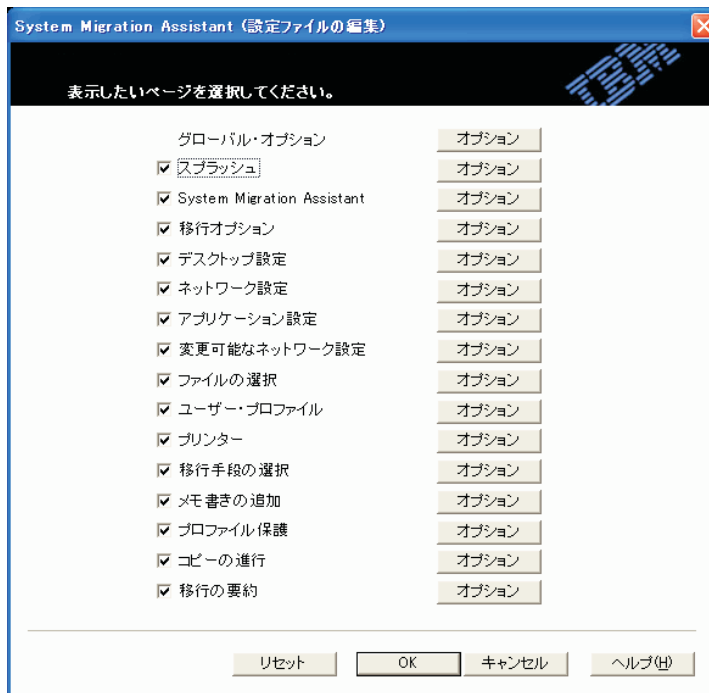 System Migration Assistant (設定ファイルの編集)
IBM
表示したいページを選択してください。
グローバル・オプション オプション
スプラッシュ オプション
System Migration Assistant オプション
移行オプション オプション
デスクトップ設定 オプション
ネットワーク設定 オプション
アプリケーション設定 オプション
変更可能なネットワーク設定 オプション
ファイルの選択 オプション
ユーザー・プロファイル オプション
プリンター オプション
移行手段の選択 オプション
メモ書きの追加 オプション
プロファイル保護 オプション
コピーの進行 オプション
移行の要約 オプション
リセット OK キャンセル ヘルプ(H)